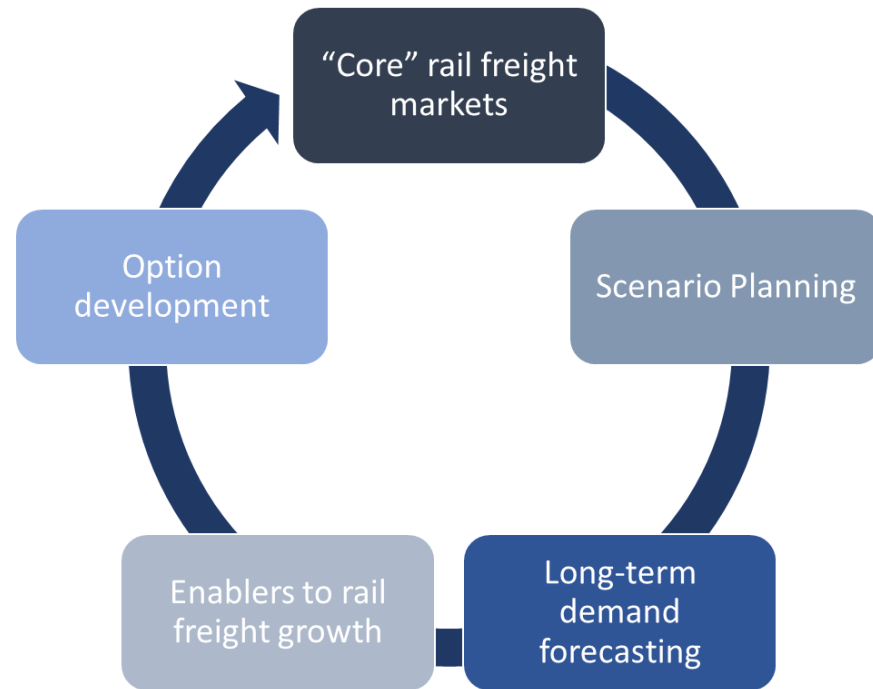 “Core” rail freight
markets
Scenario Planning
Long-term
demand
forecasting
Enablers to rail
freight growth
Option
development